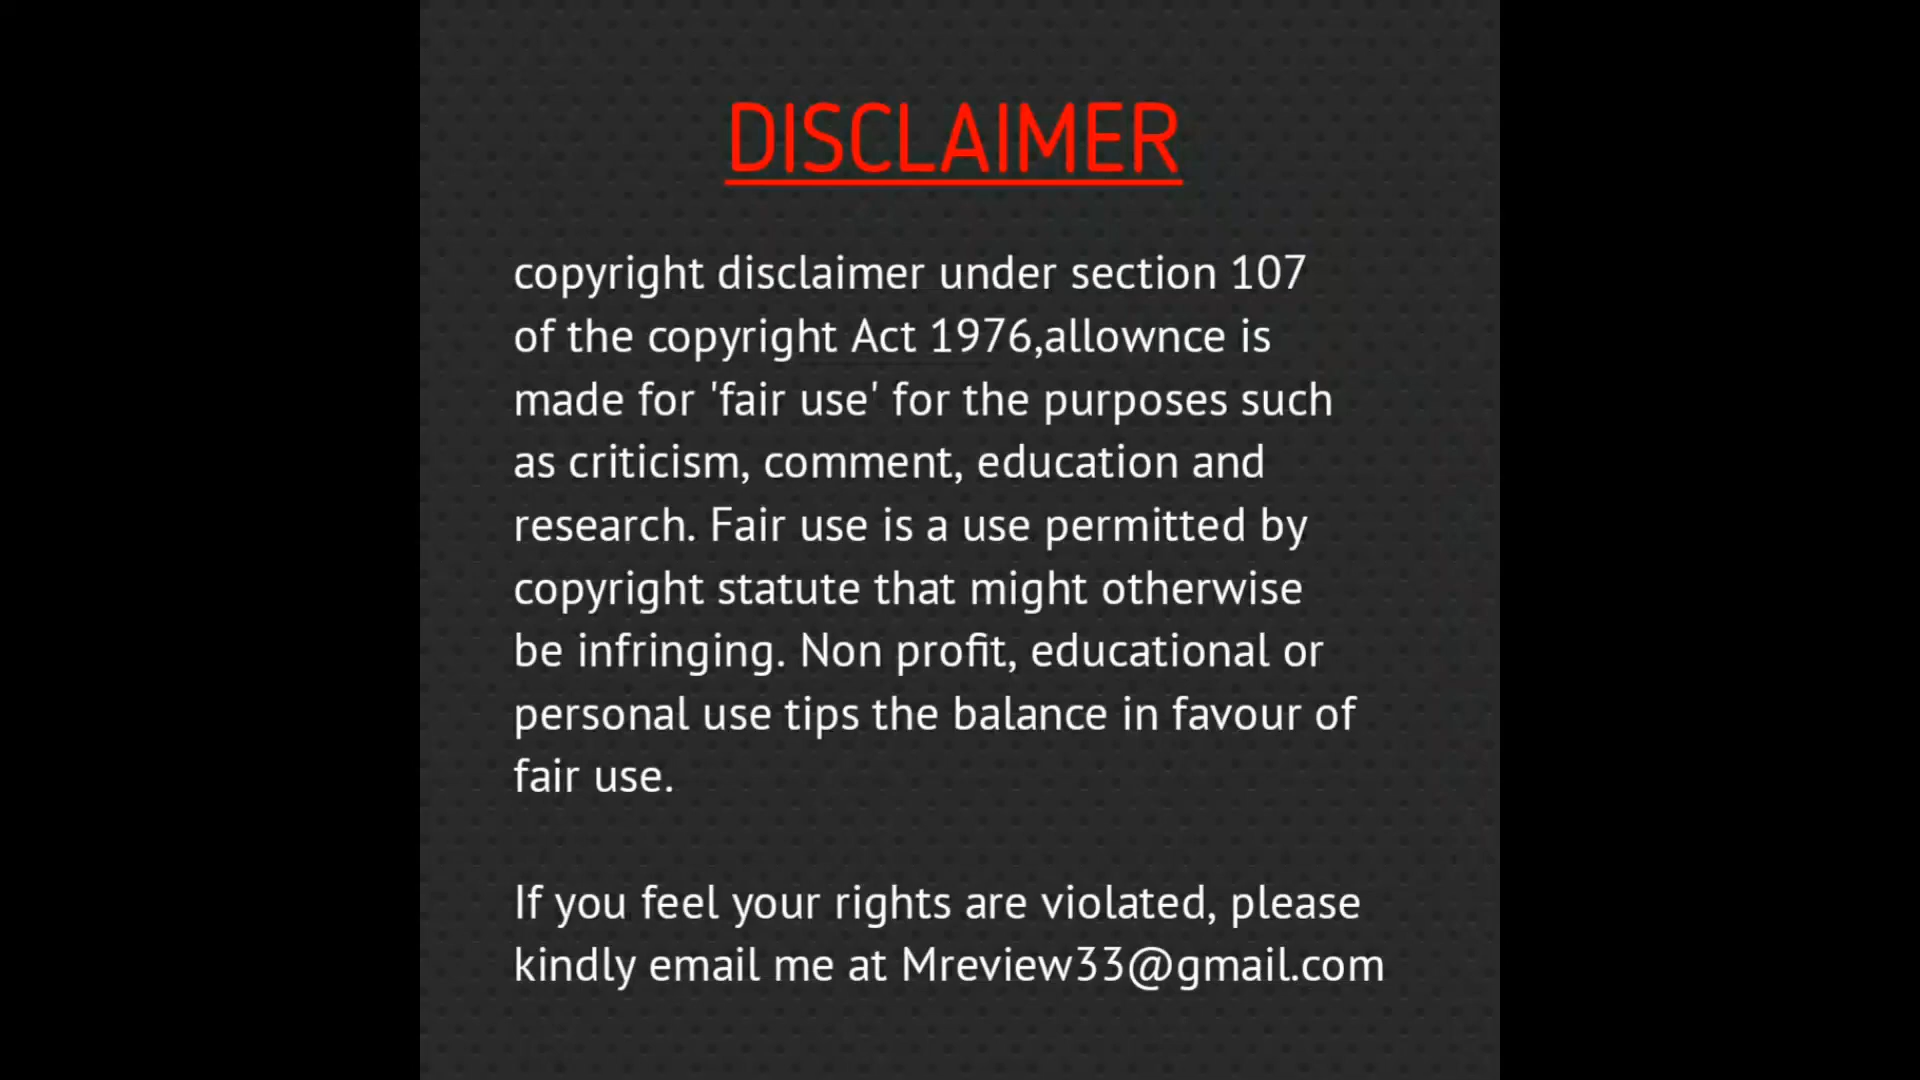 DISCLAIMER
copyright disclaimer under section 107
of the copyright Act 1976,allownce is
made for 'fair use' for the purposes such
as criticism, comment, education and
research. Fair use is a use permitted by
copyright statute that might otherwise
be infringing. Non profit, educational or
personal use tips the balance in favour of
fair use.
If you feel your rights are violated, please
kindly email me at Mreview33@gmail.com